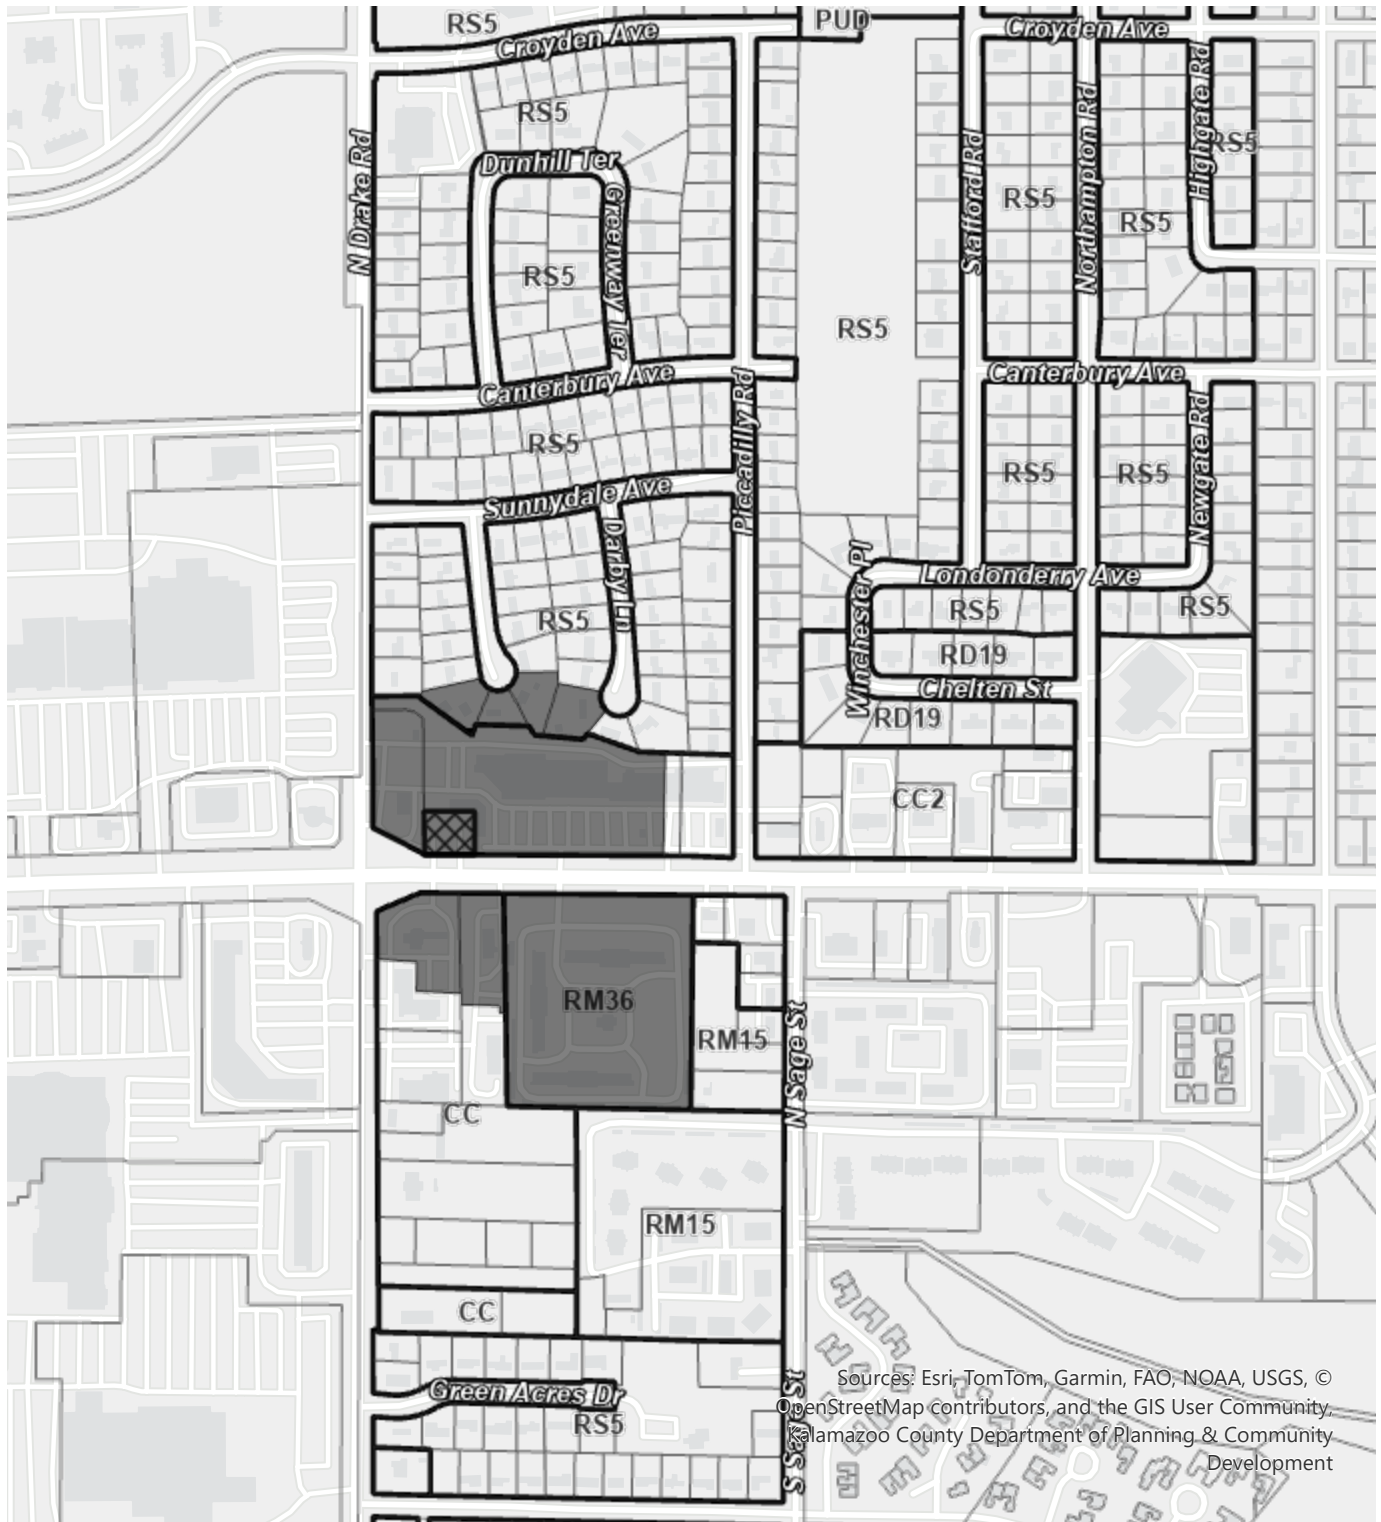 RS5
Croyden Ave
PUD
Croyden Ave
RS5
N Drake Rd
Dunhill Ter
Greenway Ter
RS5
Stafford Rd
RS5
Northampton Rd
RS5
Highgate Rd
RS5
RS5
Canterbury Ave
Canterbury Ave
RS5
Piccadilly Rd
RS5
RS5
Newgate Rd
Sunnydale Ave
Darby Ln
RS5
Winchester Pl
Londonderry Ave
RS5
RS5
RD19
Chelten St
RD19
CC2
RM36
RM15
N Sage St
CC
RM15
CC
Green Acres Dr
RS5
S Sage St
Sources: Esri, TomTom, Garmin, FAO, NOAA, USGS, ©
OpenStreetMap contributors, and the GIS User Community,
Kalamazoo County Department of Planning & Community
Development